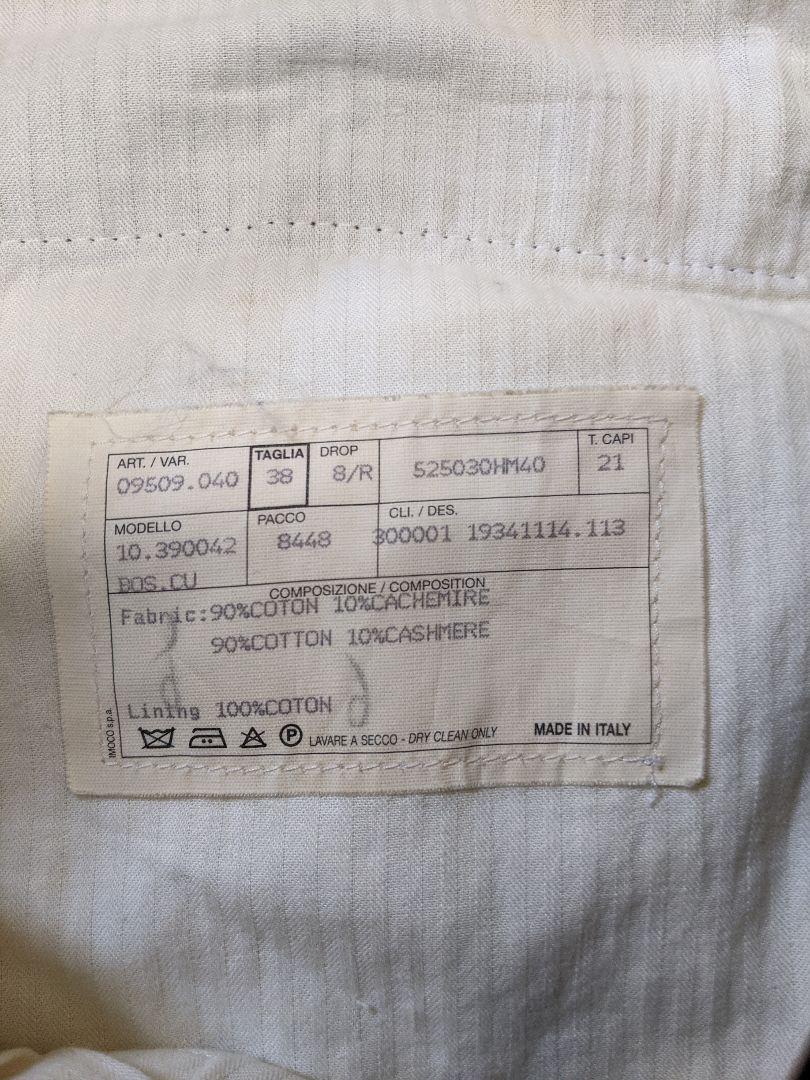 ART. / VAR. TAGLIA DROP T. CAPI
09509.040 38 8/R 525030HM40 21
MODELLO PACCO CLI. / DES.
10.390042 8448 300001 19341114.113
BOS.CU
COMPOSIZIONE / COMPOSITION
Fabric:90%COTON 10%CACHEMIRE
90%COTTON 10%CASHMERE
Lining 100%COTON
P LAVARE A SECCO - DRY CLEAN ONLY MADE IN ITALY
IMOCO s.p.a.